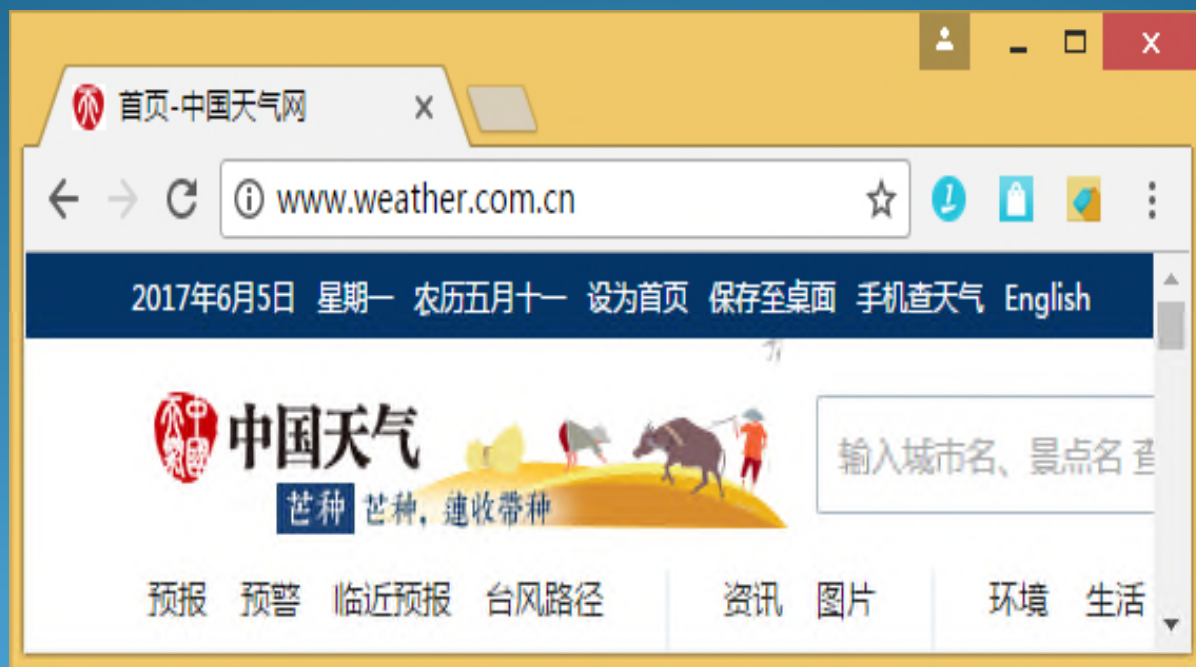 首页-中国天气网
www.weather.com.cn
2017年6月5日 星期一 农历五月十一 设为首页 保存至桌面 手机查天气 English
中国天气
芒种 芒种，連收帶种
输入城市名、景点名 查
预报 预警 临近预报 台风路径 资讯 图片 环境 生活